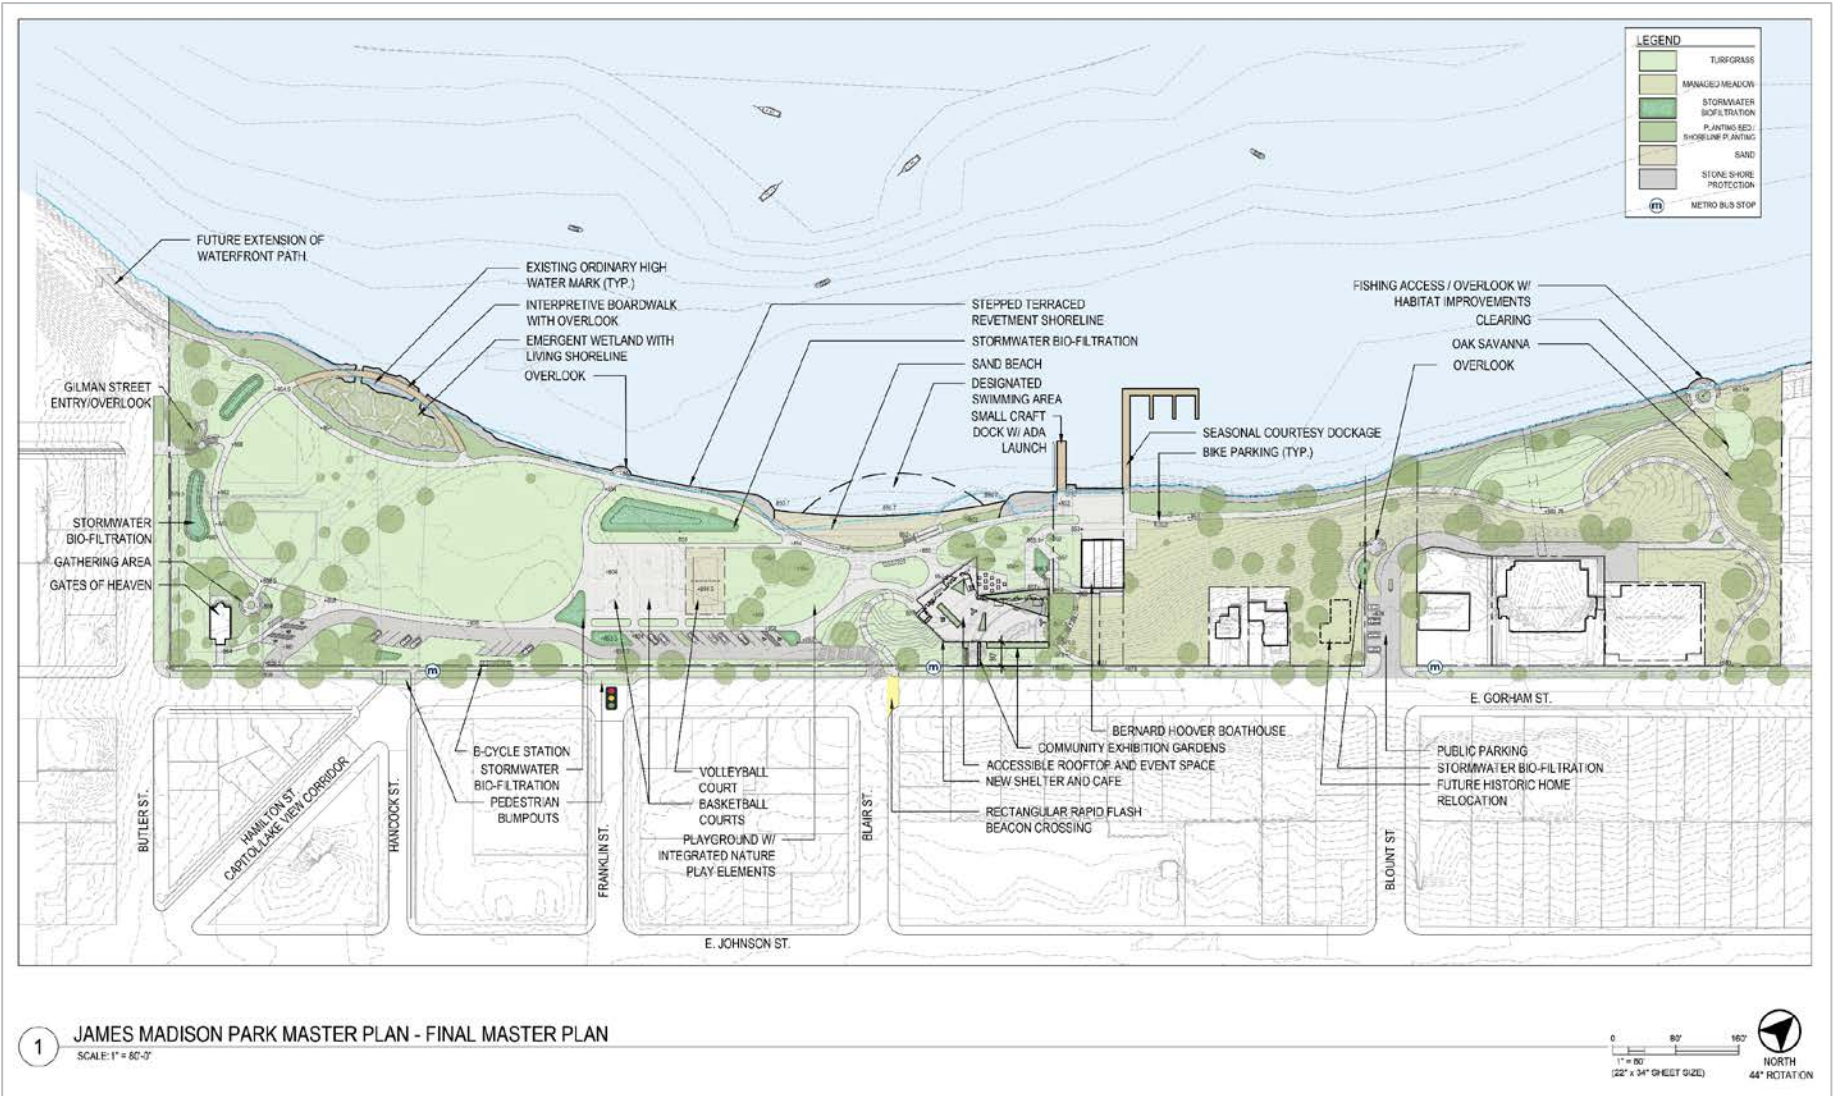 LEGEND
TURFGRASS
MANAGED MEADOW
STORMWATER
BIOFILTRATION
PLANTING BED /
SHORELINE PLANTING
SAND
STONE SHORE
PROTECTION
m
METRO BUS STOP
FUTURE EXTENSION OF
WATERFRONT PATH
EXISTING ORDINARY HIGH
WATER MARK (TYP.)
INTERPRETIVE BOARDWALK
WITH OVERLOOK
EMERGENT WETLAND WITH
LIVING SHORELINE
OVERLOOK
STEPPED TERRACED
REVETMENT SHORELINE
STORMWATER BIO-FILTRATION
SAND BEACH
DESIGNATED
SWIMMING AREA
SMALL CRAFT
DOCK W/ ADA
LAUNCH
SEASONAL COURTESY DOCKAGE
BIKE PARKING (TYP.)
FISHING ACCESS / OVERLOOK W/
HABITAT IMPROVEMENTS
CLEARING
OAK SAVANNA
OVERLOOK
GILMAN STREET
ENTRY/OVERLOOK
STORMWATER
BIO-FILTRATION
GATHERING AREA
GATES OF HEAVEN
m
m
m
E. GORHAM ST.
B-CYCLE STATION
STORMWATER
BIO-FILTRATION
PEDESTRIAN
BUMPOUTS
VOLLEYBALL
COURT
BASKETBALL
COURTS
PLAYGROUND W/
INTEGRATED NATURE
PLAY ELEMENTS
BERNARD HOOVER BOATHOUSE
COMMUNITY EXHIBITION GARDENS
ACCESSIBLE ROOFTOP AND EVENT SPACE
NEW SHELTER AND CAFE
RECTANGULAR RAPID FLASH
BEACON CROSSING
PUBLIC PARKING
STORMWATER BIO-FILTRATION
FUTURE HISTORIC HOME
RELOCATION
BUTLER ST.
HAMILTON ST.
CAPITOL/LAKE VIEW CORRIDOR
HANCOCK ST.
FRANKLIN ST.
BLAIR ST.
BLOUNT ST
E. JOHNSON ST.
1
JAMES MADISON PARK MASTER PLAN - FINAL MASTER PLAN
SCALE: 1" = 80'-0"
0 80' 160'
1" = 80'
(22" x 34" SHEET SIZE)
NORTH
44° ROTATION